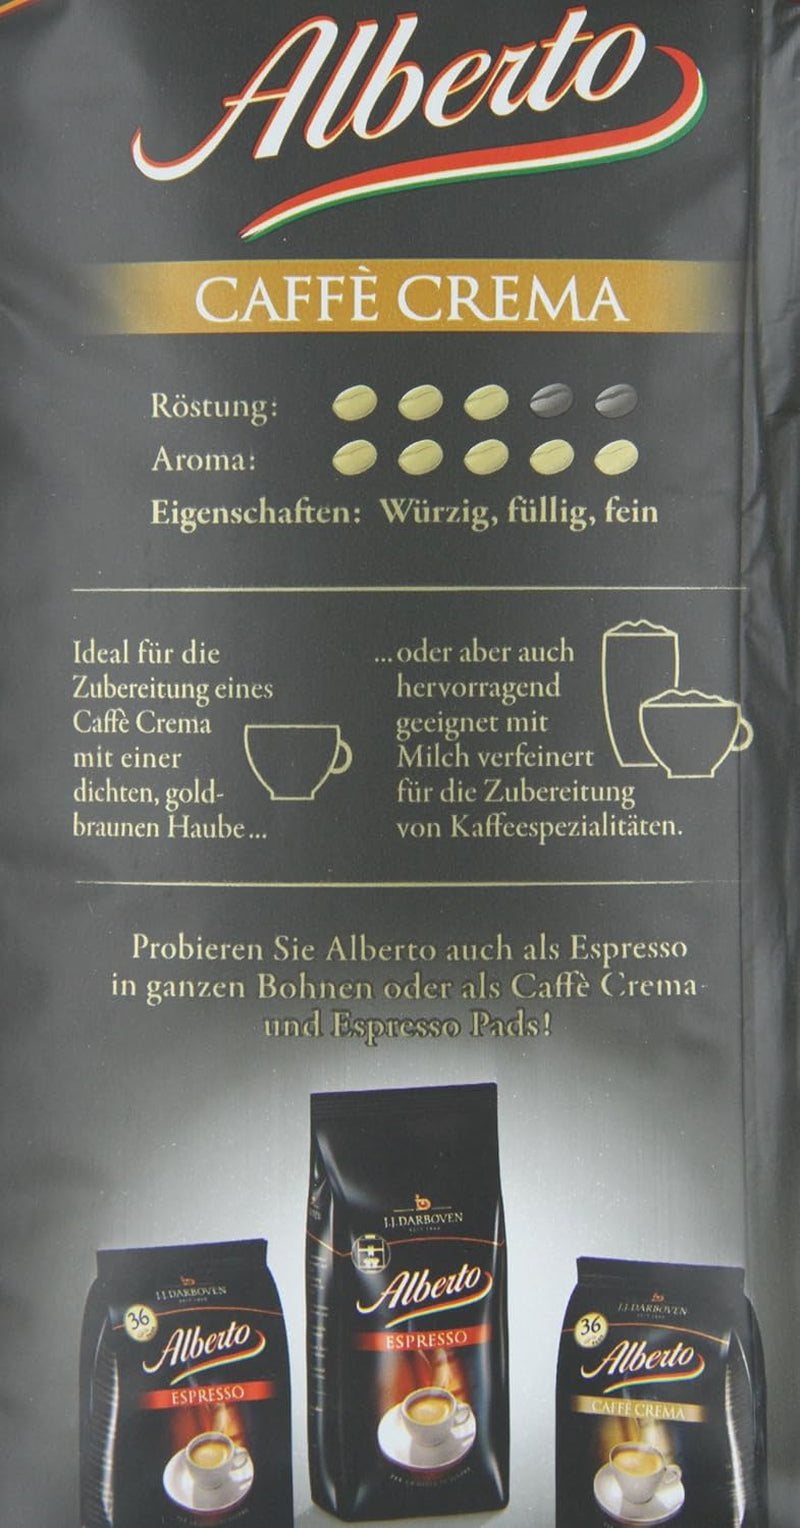 Alberto
CAFFÈ CREMA
Röstung:
Aroma:
Eigenschaften: Würzig, füllig, fein
Ideal für die
Zubereitung eines
Caffè Crema
mit einer
dichten, gold-
braunen Haube...
...oder aber auch
hervorragend
geeignet mit
Milch verfeinert
für die Zubereitung
von Kaffeespezialitäten.
Probieren Sie Alberto auch als Espresso
in ganzen Bohnen oder als Caffè Crema-
und Espresso Pads!
J.J.DARBOVEN
Alberto
ESPRESSO
J.J.DARBOVEN
36
Alberto
ESPRESSO
J.J.DARBOVEN
36
Alberto
CAFFÈ CREMA